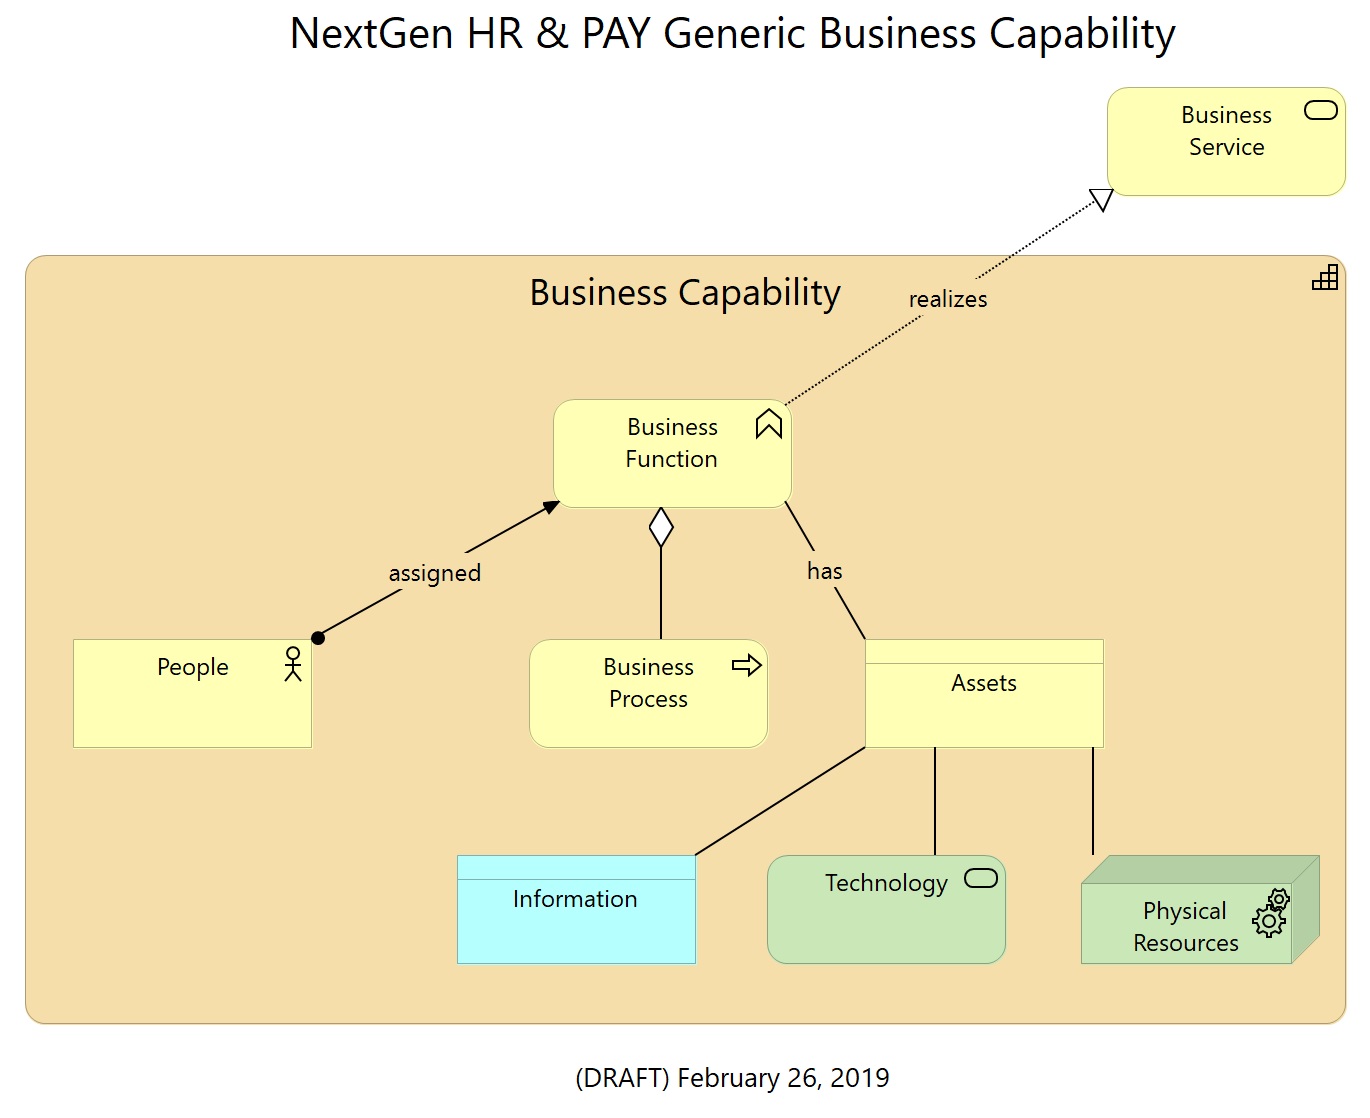 NextGen HR & PAY Generic Business Capability
Business
Service
Business Capability
realizes
Business
Function
assigned
has
People
Business
Process
Assets
Information
Technology
Physical
Resources
(DRAFT) February 26, 2019